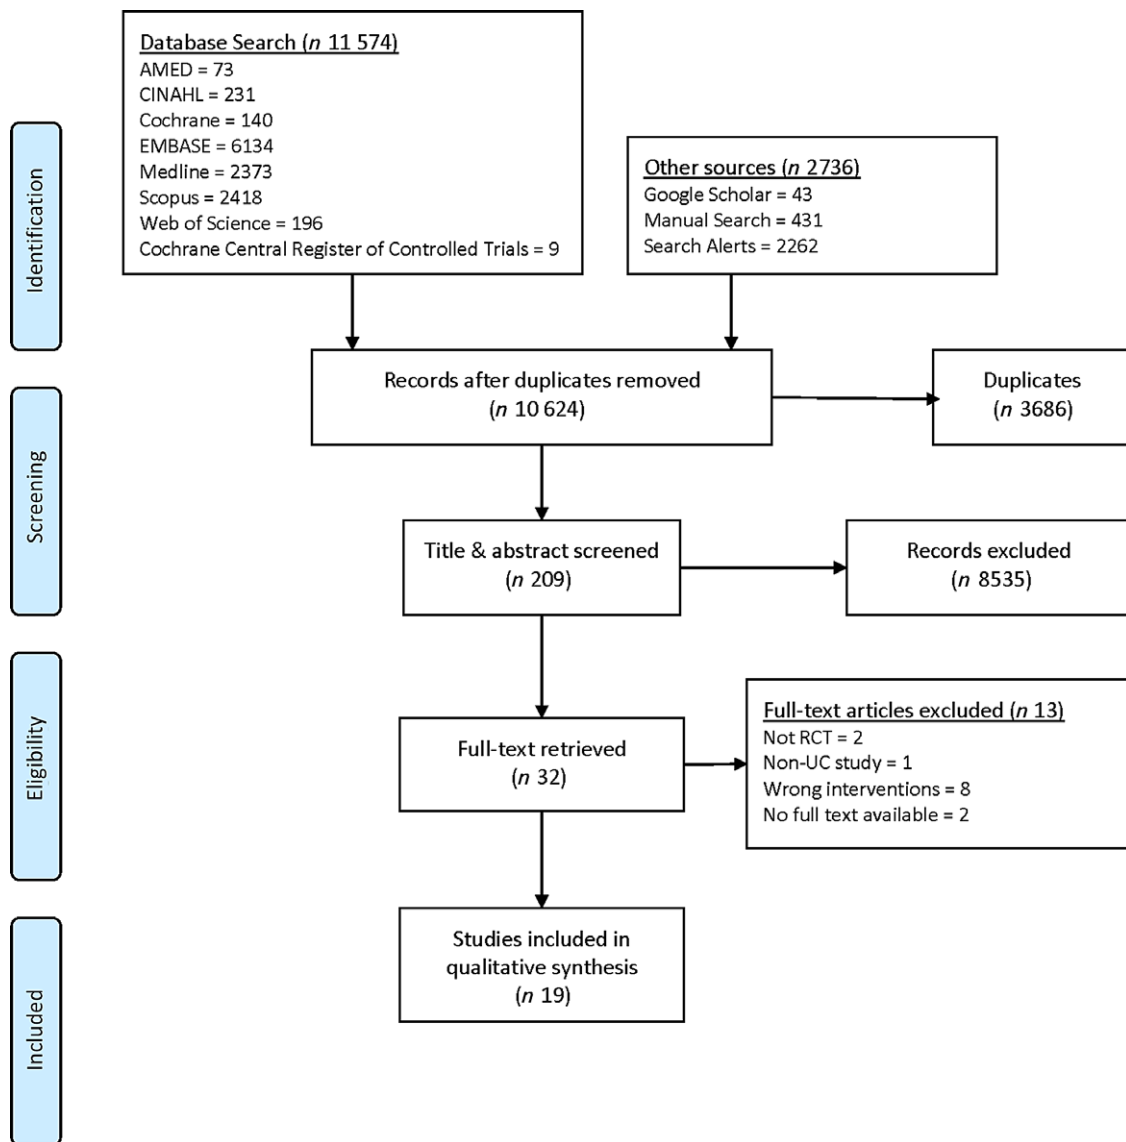 Database Search (n 11 574)
AMED = 73
CINAHL = 231
Cochrane = 140
EMBASE = 6134
Medline = 2373
Scopus = 2418
Web of Science = 196
Cochrane Central Register of Controlled Trials = 9
Other sources (n 2736)
Google Scholar = 43
Manual Search = 431
Search Alerts = 2262
Identification
Records after duplicates removed
(n 10 624)
Duplicates
(n 3686)
Screening
Title & abstract screened
(n 209)
Records excluded
(n 8535)
Eligibility
Full-text retrieved
(n 32)
Full-text articles excluded (n 13)
Not RCT = 2
Non-UC study = 1
Wrong interventions = 8
No full text available = 2
Included
Studies included in
qualitative synthesis
(n 19)